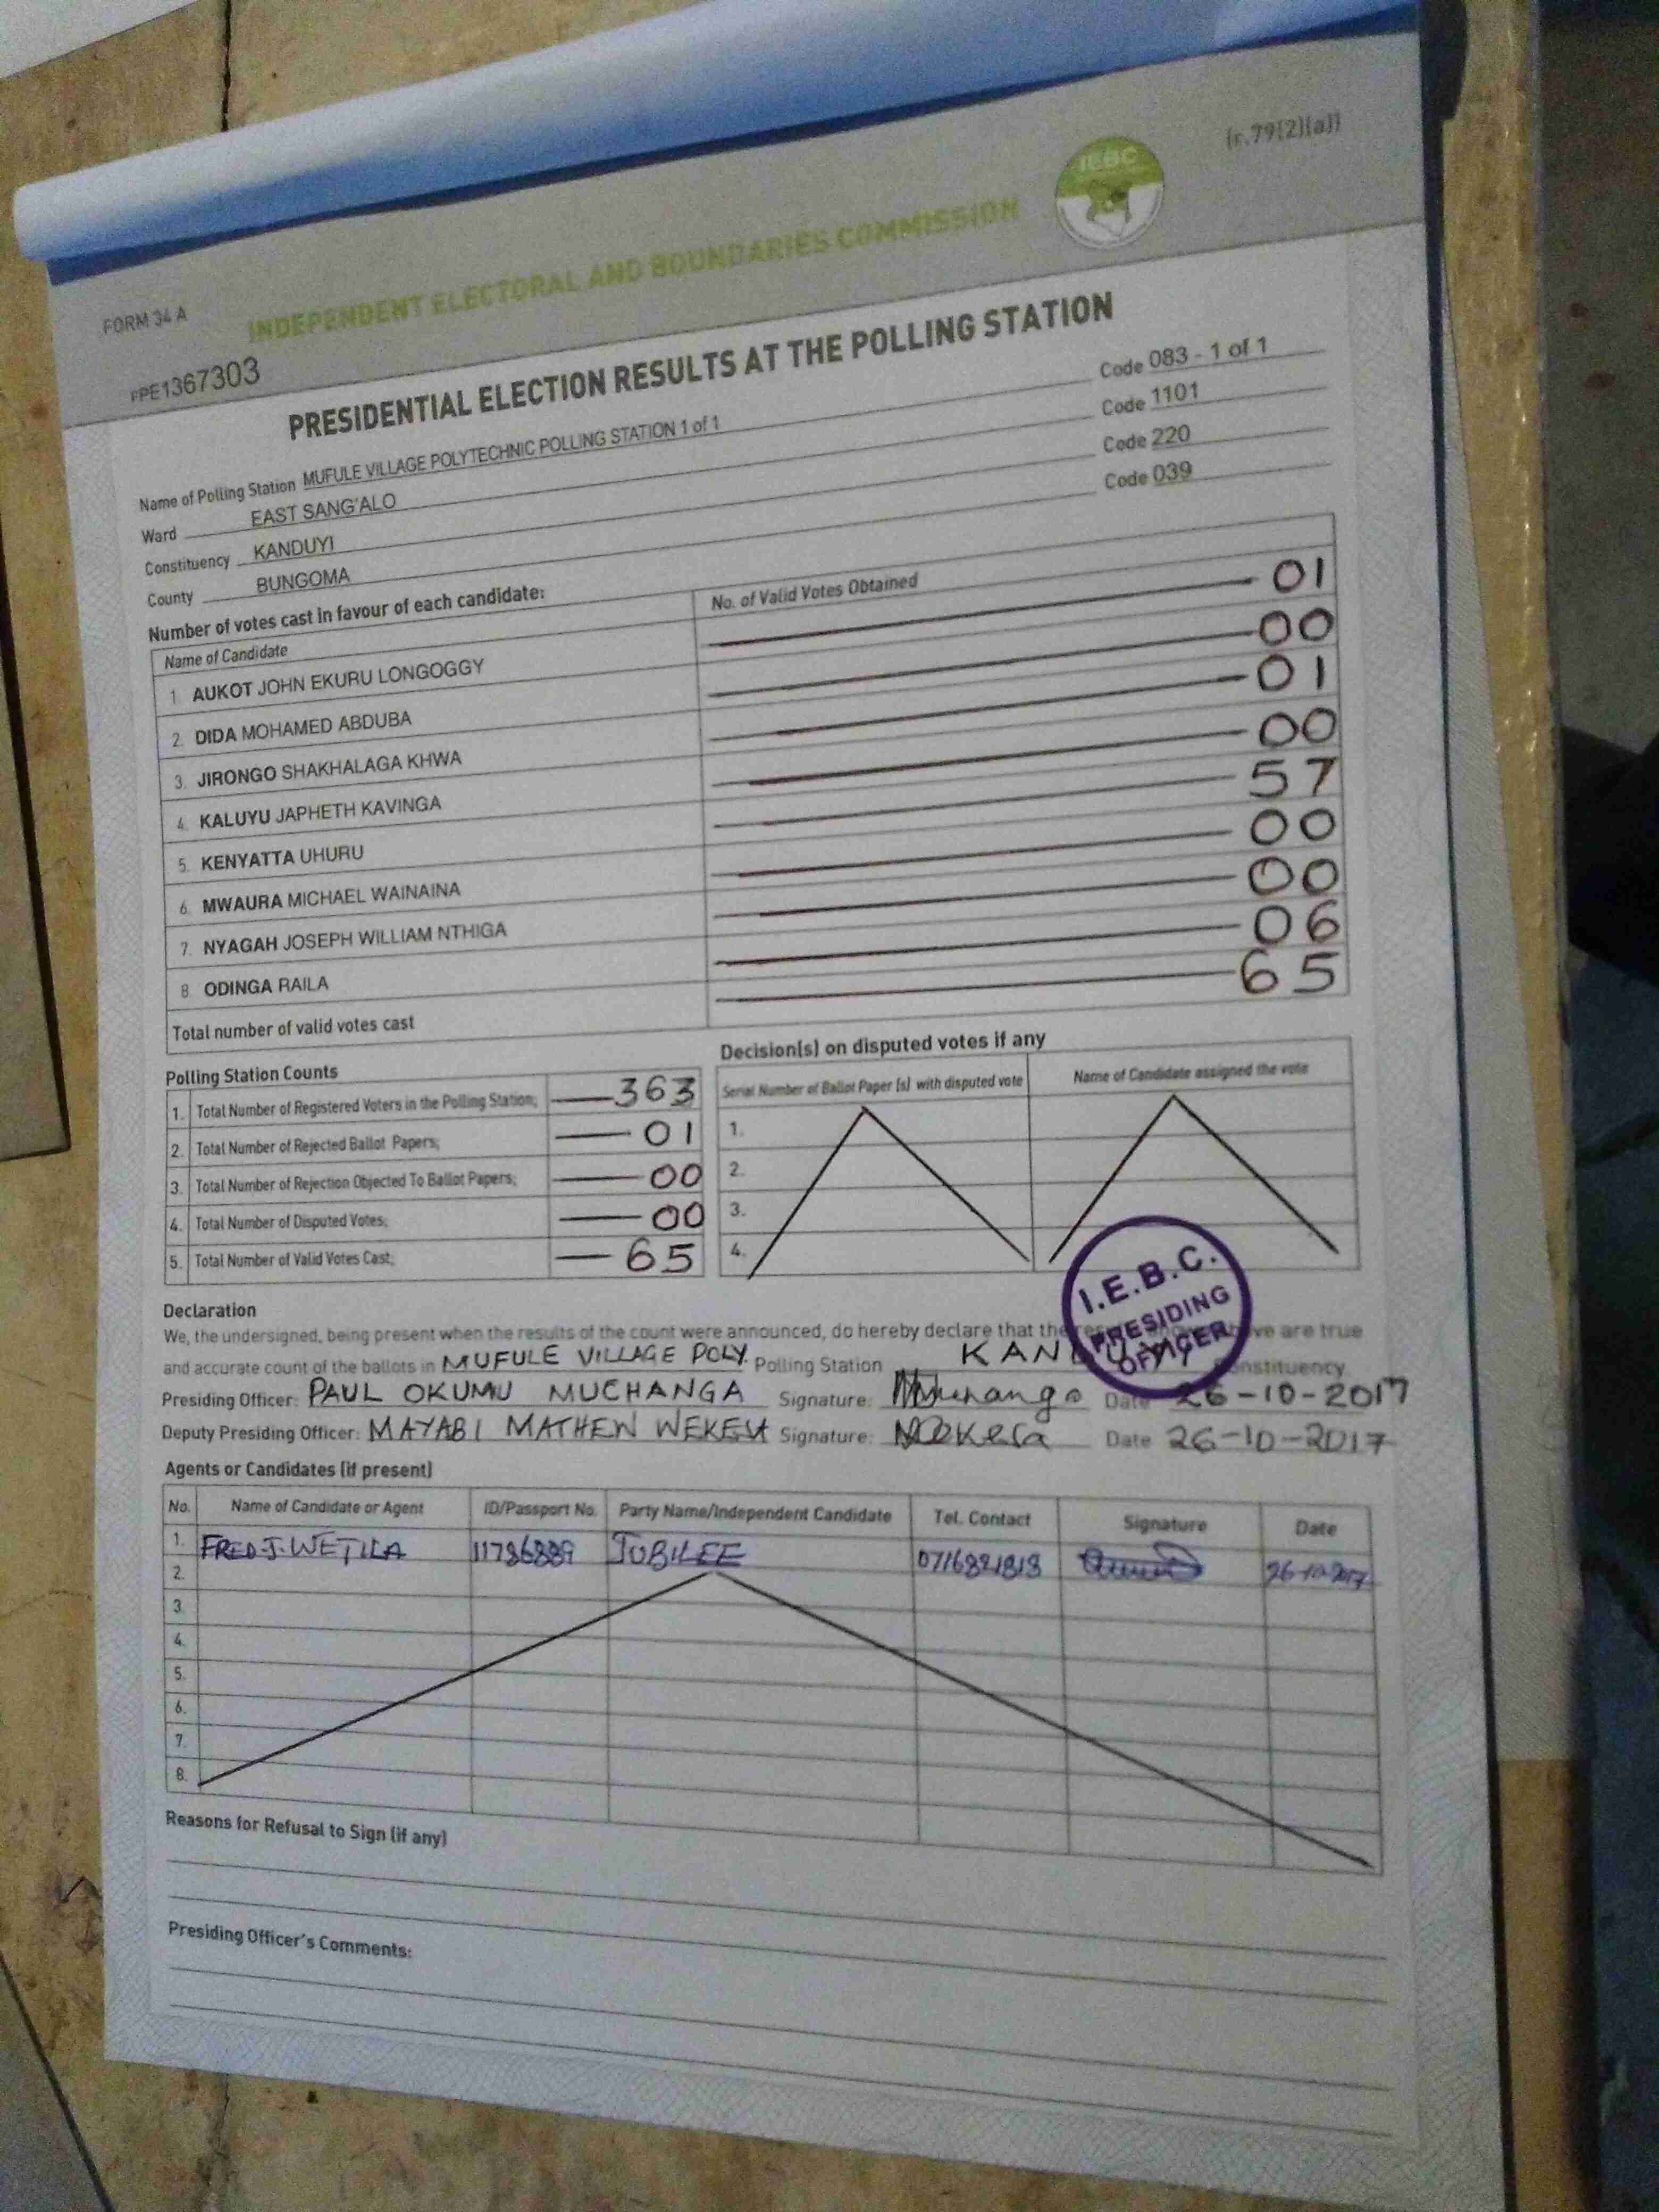 (r.79(2)(a))
IEBC
FORM 34 A
INDEPENDENT ELECTORAL AND BOUNDARIES COMMISSION
FPE1367303
PRESIDENTIAL ELECTION RESULTS AT THE POLLING STATION
Name of Polling Station MUFULE VILLAGE POLYTECHNIC POLLING STATION 1 of 1 Code 083 - 1 of 1
Ward EAST SANG'ALO Code 1101
Constituency KANDUYI Code 220
County BUNGOMA Code 039
Number of votes cast in favour of each candidate:
Name of Candidate No. of Valid Votes Obtained
1. AUKOT JOHN EKURU LONGOGGY 01
2. DIDA MOHAMED ABDUBA 00
3. JIRONGO SHAKHALAGA KHWA 01
4. KALUYU JAPHETH KAVINGA 00
5. KENYATTA UHURU 57
6. MWAURA MICHAEL WAINAINA 00
7. NYAGAH JOSEPH WILLIAM NTHIGA 00
8. ODINGA RAILA 06
Total number of valid votes cast 65
Polling Station Counts
1. Total Number of Registered Voters in the Polling Station; 363
2. Total Number of Rejected Ballot Papers; 01
3. Total Number of Rejection Objected To Ballot Papers; 00
4. Total Number of Disputed Votes; 00
5. Total Number of Valid Votes Cast; 65
Decision(s) on disputed votes if any
Serial Number of Ballot Paper (s) with disputed vote Name of Candidate assigned the vote
1.
2.
3.
4.
I.E.B.C.
PRESIDING
OFFICER
Declaration
We, the undersigned, being present when the results of the count were announced, do hereby declare that the are true
and accurate count of the ballots in MUFULE VILLAGE POLY. Polling Station KANDUYI Constituency
Presiding Officer: PAUL OKUMU MUCHANGA Signature: Date 26-10-2017
Deputy Presiding Officer: MAYABI MATHEW WEKESA Signature: Date 26-10-2017
Agents or Candidates (if present)
No. Name of Candidate or Agent ID/Passport No. Party Name/Independent Candidate Tel. Contact Signature Date
1. FRED J. WETILA JUBILEE 26-10-2017
2.
3.
4.
5.
6.
7.
8.
Reasons for Refusal to Sign (if any)
Presiding Officer's Comments: